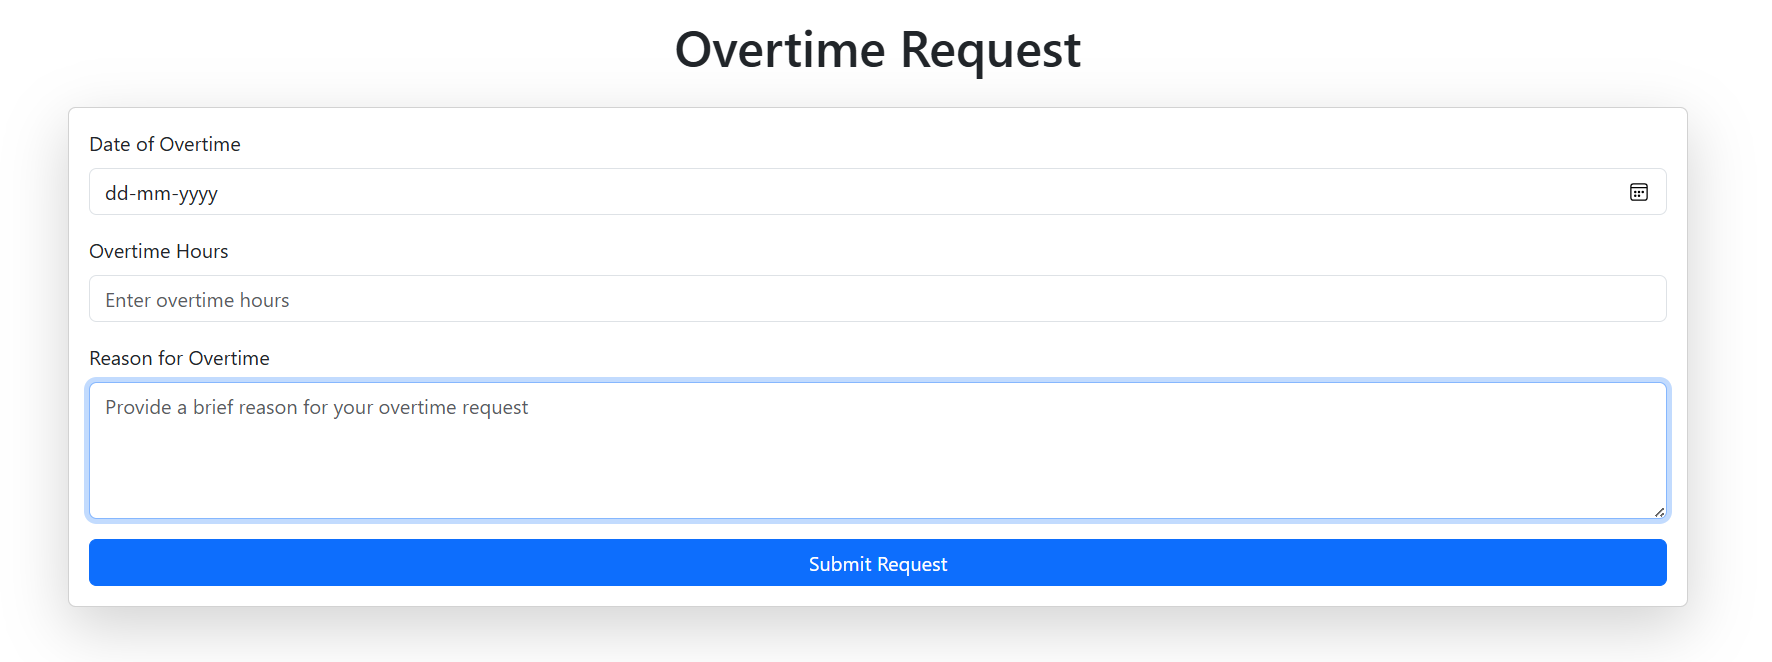 Overtime Request
Date of Overtime
dd-mm-yyyy
Overtime Hours
Enter overtime hours
Reason for Overtime
Provide a brief reason for your overtime request
Submit Request